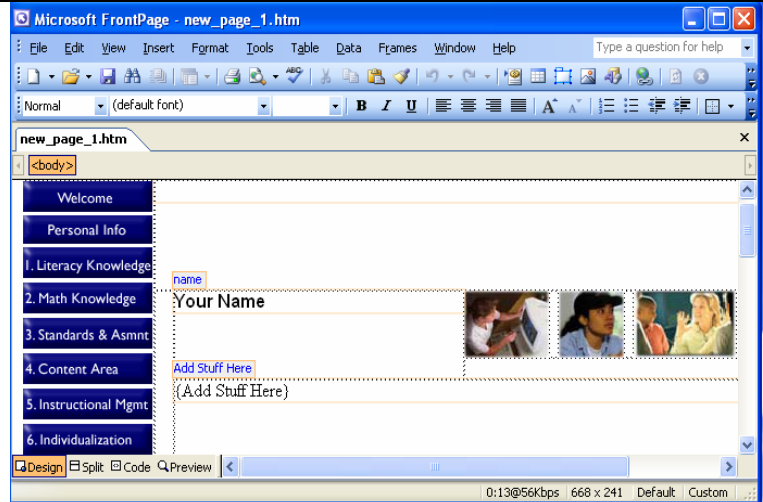 Microsoft FrontPage - new_page_1.htm
File Edit View Insert Format Tools Table Data Frames Window Help Type a question for help
Normal (default font) B I U A A
new_page_1.htm
<body>
Welcome
Personal Info
1. Literacy Knowledge
name
2. Math Knowledge
Your Name
3. Standards & Asmnt
4. Content Area
Add Stuff Here
{Add Stuff Here}
5. Instructional Mgmt
6. Individualization
Design Split Code Preview
0:13@56Kbps 668 x 241 Default Custom